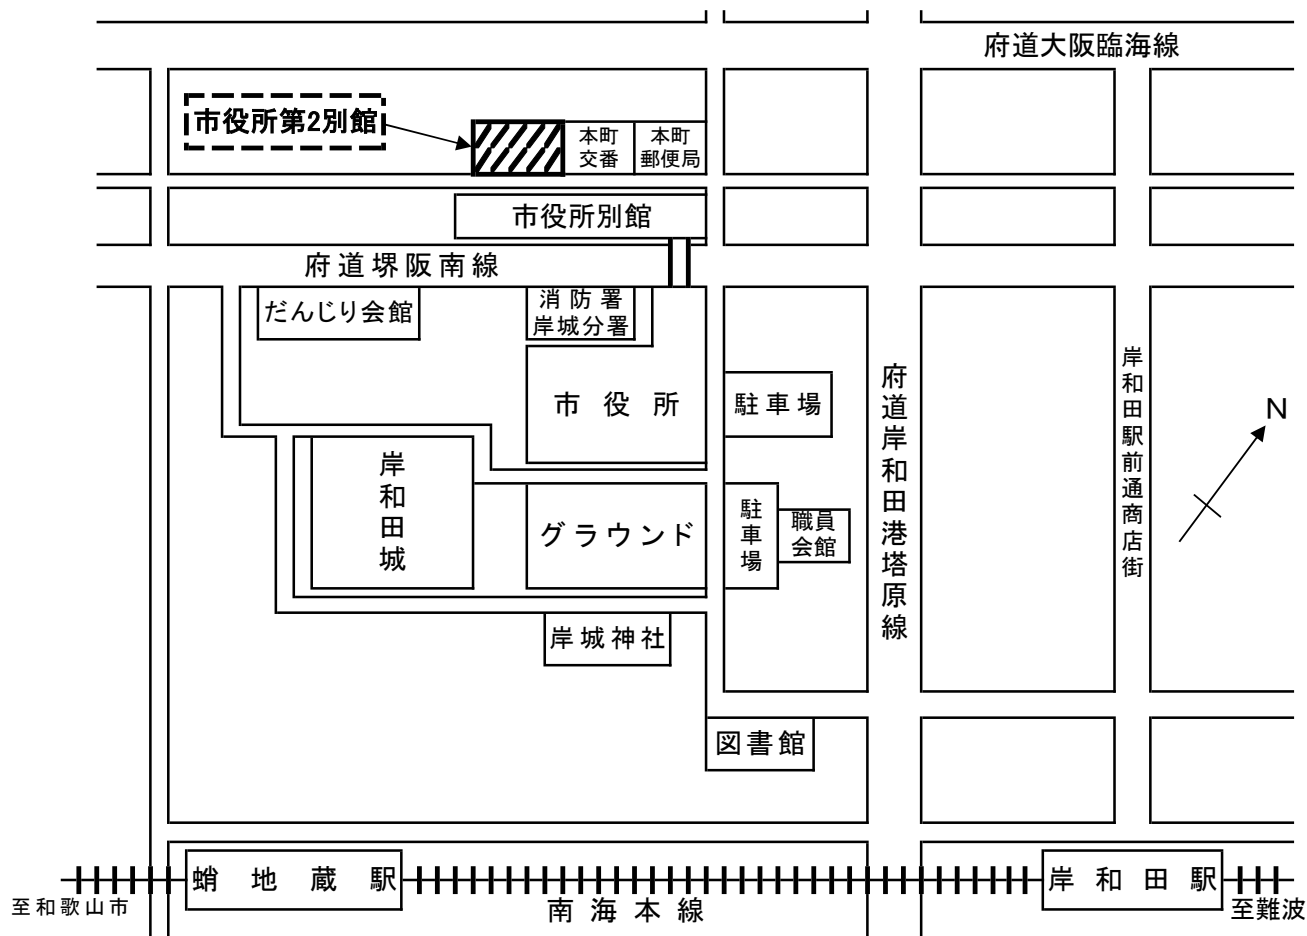 府道大阪臨海線
市役所第2別館
本町
交番
本町
郵便局
市役所別館
府道堺阪南線
だんじり会館
消防署
岸城分署
市役所
駐車場
府道岸和田港塔原線
岸和田駅前通商店街
N
岸和田城
グラウンド
駐車場
職員
会館
岸城神社
図書館
蛸地蔵駅
岸和田駅
至和歌山市
南海本線
至難波